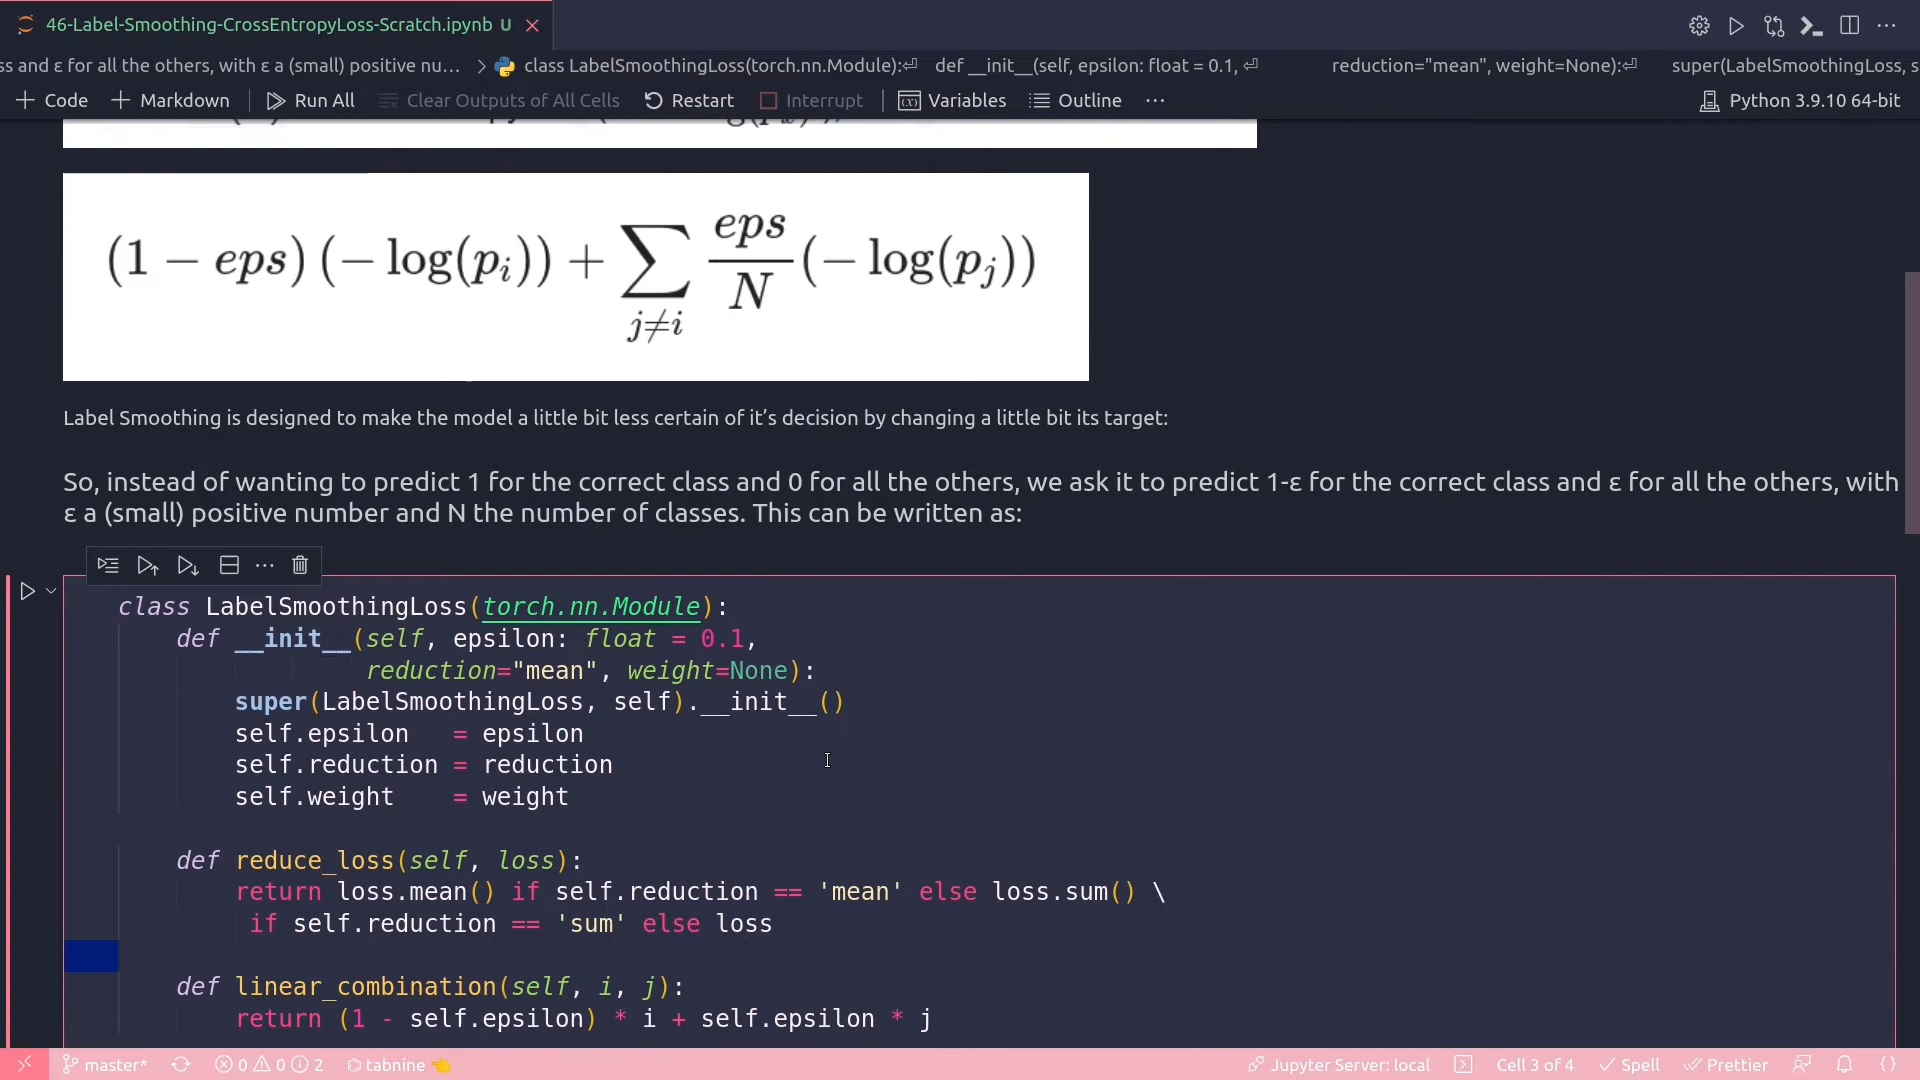 46-Label-Smoothing-CrossEntropyLoss-Scratch.ipynb U
ss and ε for all the others, with ε a (small) positive nu... > class LabelSmoothingLoss(torch.nn.Module):⏎ def __init__(self, epsilon: float = 0.1, ⏎ reduction="mean", weight=None):⏎ super(LabelSmoothingLoss, s
+ Code + Markdown Run All Clear Outputs of All Cells Restart Interrupt Variables Outline ... Python 3.9.10 64-bit
(1 − eps) (− log(p_i)) + ∑_{j≠i} eps/N (− log(p_j))
Label Smoothing is designed to make the model a little bit less certain of it’s decision by changing a little bit its target:
So, instead of wanting to predict 1 for the correct class and 0 for all the others, we ask it to predict 1-ε for the correct class and ε for all the others, with
ε a (small) positive number and N the number of classes. This can be written as:
class LabelSmoothingLoss(torch.nn.Module):
def __init__(self, epsilon: float = 0.1,
reduction="mean", weight=None):
super(LabelSmoothingLoss, self).__init__()
self.epsilon = epsilon
self.reduction = reduction
self.weight = weight
def reduce_loss(self, loss):
return loss.mean() if self.reduction == 'mean' else loss.sum() \
if self.reduction == 'sum' else loss
def linear_combination(self, i, j):
return (1 - self.epsilon) * i + self.epsilon * j
master* 0 0 2 tabnine Jupyter Server: local Cell 3 of 4 Spell Prettier